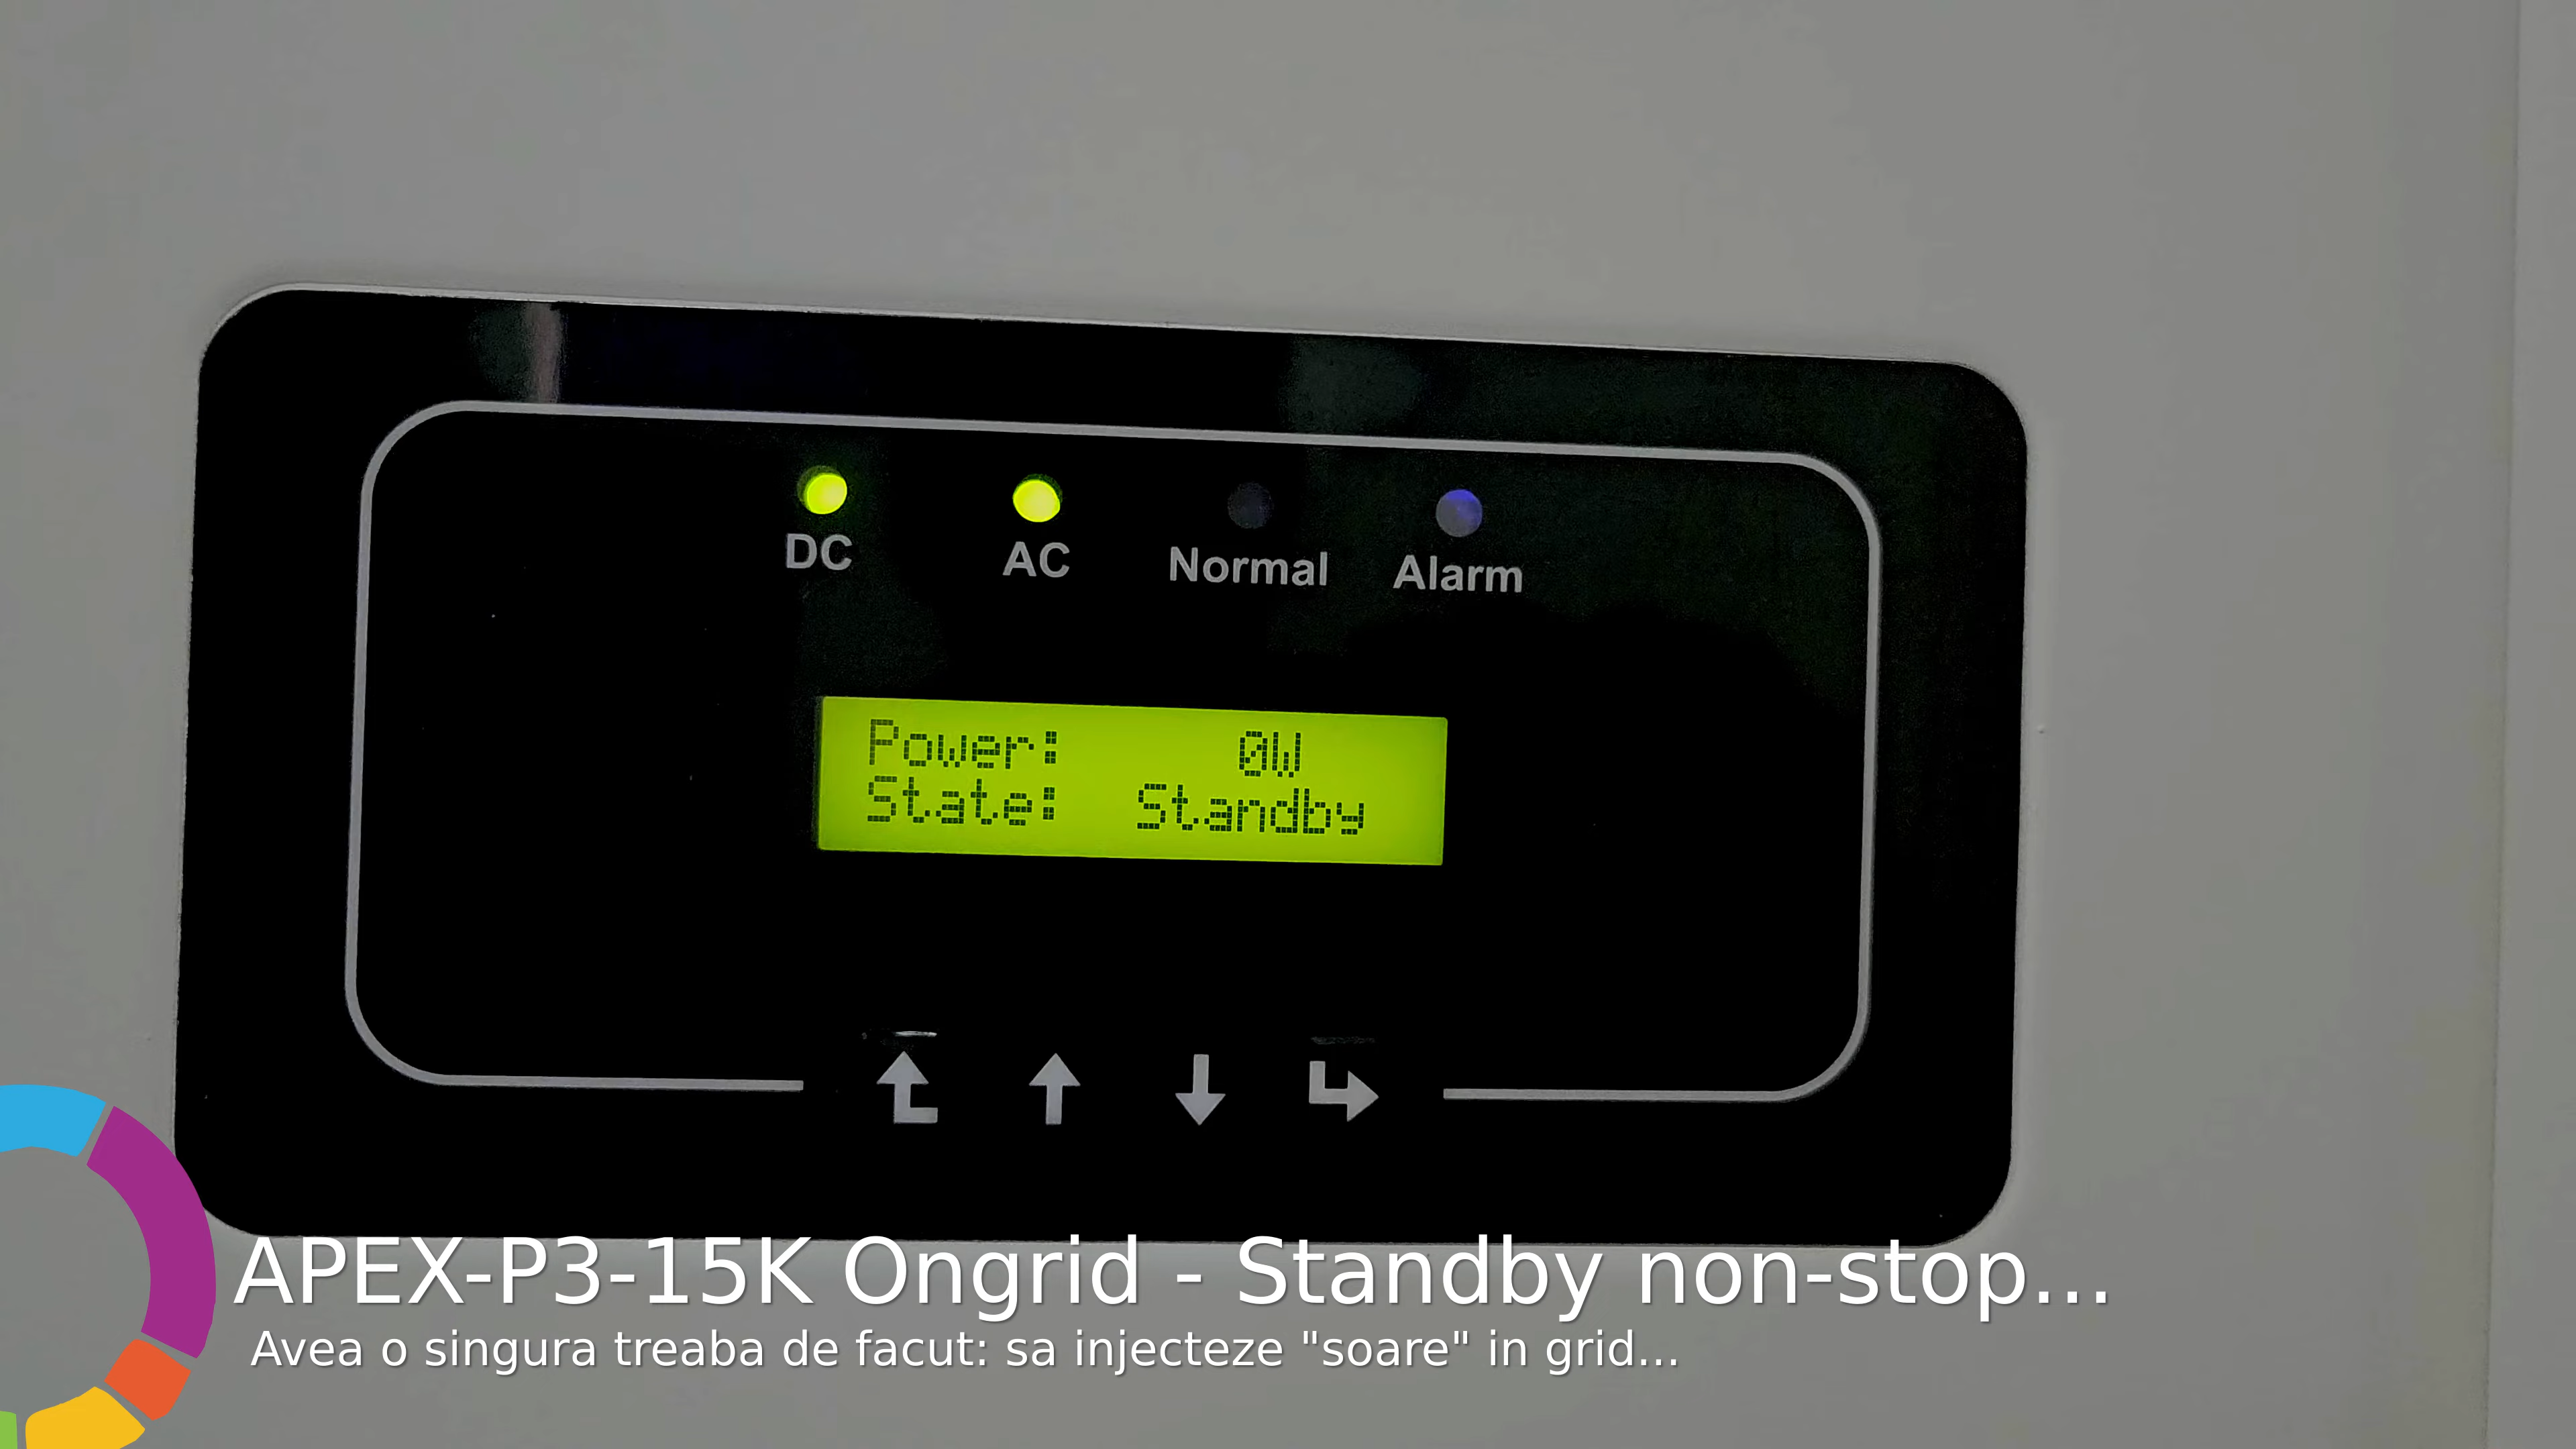 DC AC Normal Alarm
Power: 0W
State: Standby
APEX-P3-15K Ongrid - Standby non-stop...
Avea o singura treaba de facut: sa injecteze "soare" in grid...